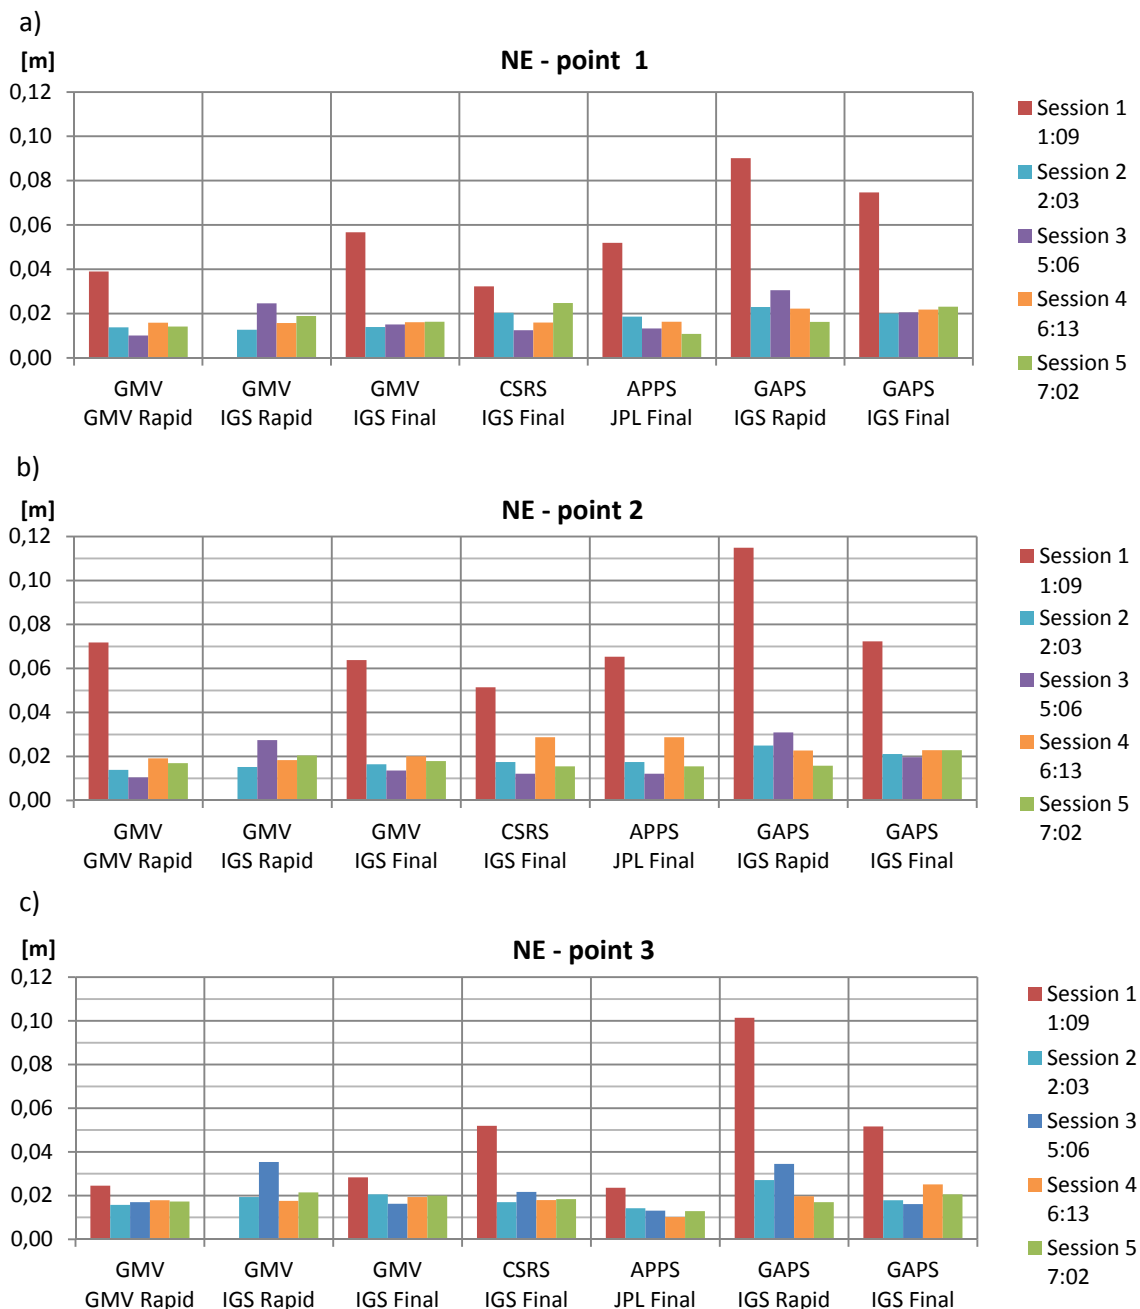 a)
[m]
NE - point 1
0,12
0,10
0,08
0,06
0,04
0,02
0,00
GMV GMV GMV CSRS APPS GAPS GAPS
GMV Rapid IGS Rapid IGS Final IGS Final JPL Final IGS Rapid IGS Final
Session 1
1:09
Session 2
2:03
Session 3
5:06
Session 4
6:13
Session 5
7:02
b)
[m]
NE - point 2
0,12
0,10
0,08
0,06
0,04
0,02
0,00
GMV GMV GMV CSRS APPS GAPS GAPS
GMV Rapid IGS Rapid IGS Final IGS Final JPL Final IGS Rapid IGS Final
Session 1
1:09
Session 2
2:03
Session 3
5:06
Session 4
6:13
Session 5
7:02
c)
[m]
NE - point 3
0,12
0,10
0,08
0,06
0,04
0,02
0,00
GMV GMV GMV CSRS APPS GAPS GAPS
GMV Rapid IGS Rapid IGS Final IGS Final JPL Final IGS Rapid IGS Final
Session 1
1:09
Session 2
2:03
Session 3
5:06
Session 4
6:13
Session 5
7:02